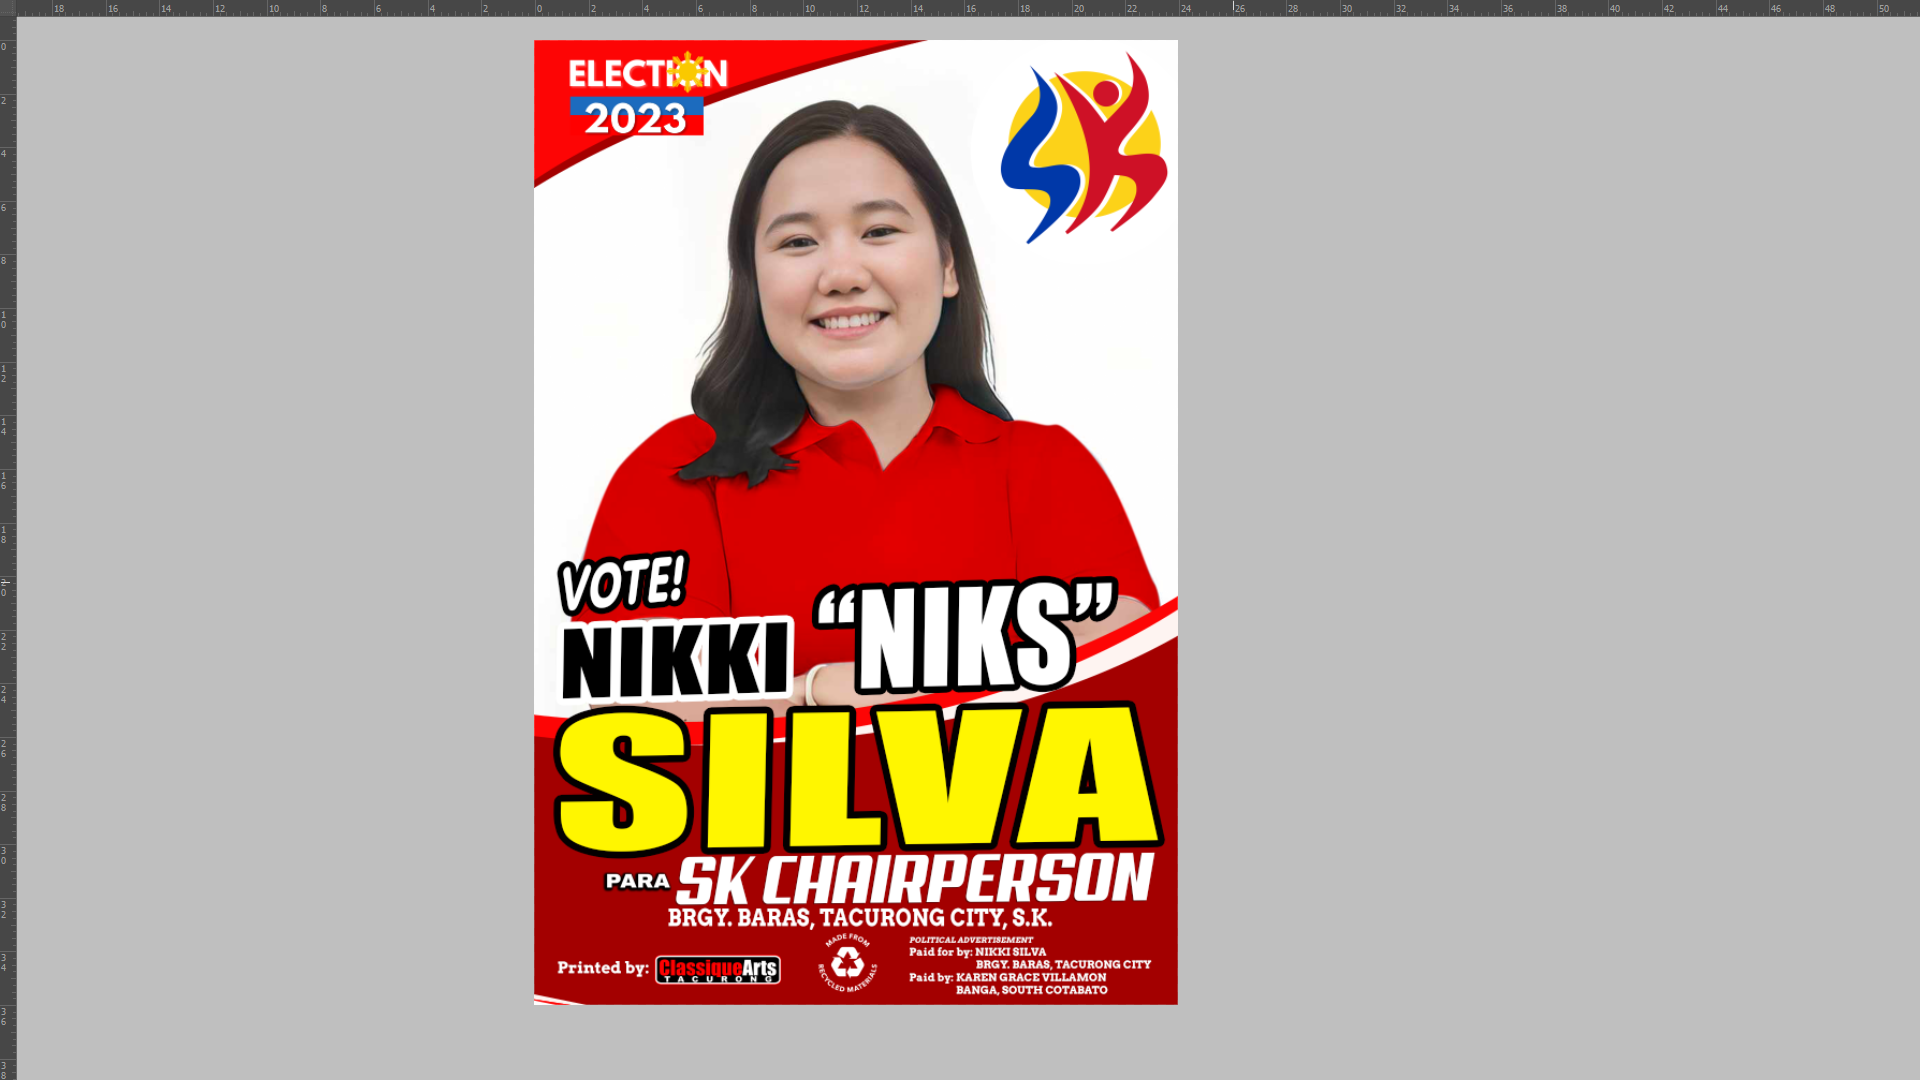 ELECTION
2023
VOTE!
NIKKI "NIKS"
SILVA
PARA SK CHAIRPERSON
BRGY. BARAS, TACURONG CITY, S.K.
Printed by: ClassiqueArts
TACURONG
MADE FROM
RECYCLED MATERIALS
POLITICAL ADVERTISEMENT
Paid for by: NIKKI SILVA
BRGY. BARAS, TACURONG CITY
Paid by: KAREN GRACE VILLAMON
BANGA, SOUTH COTABATO